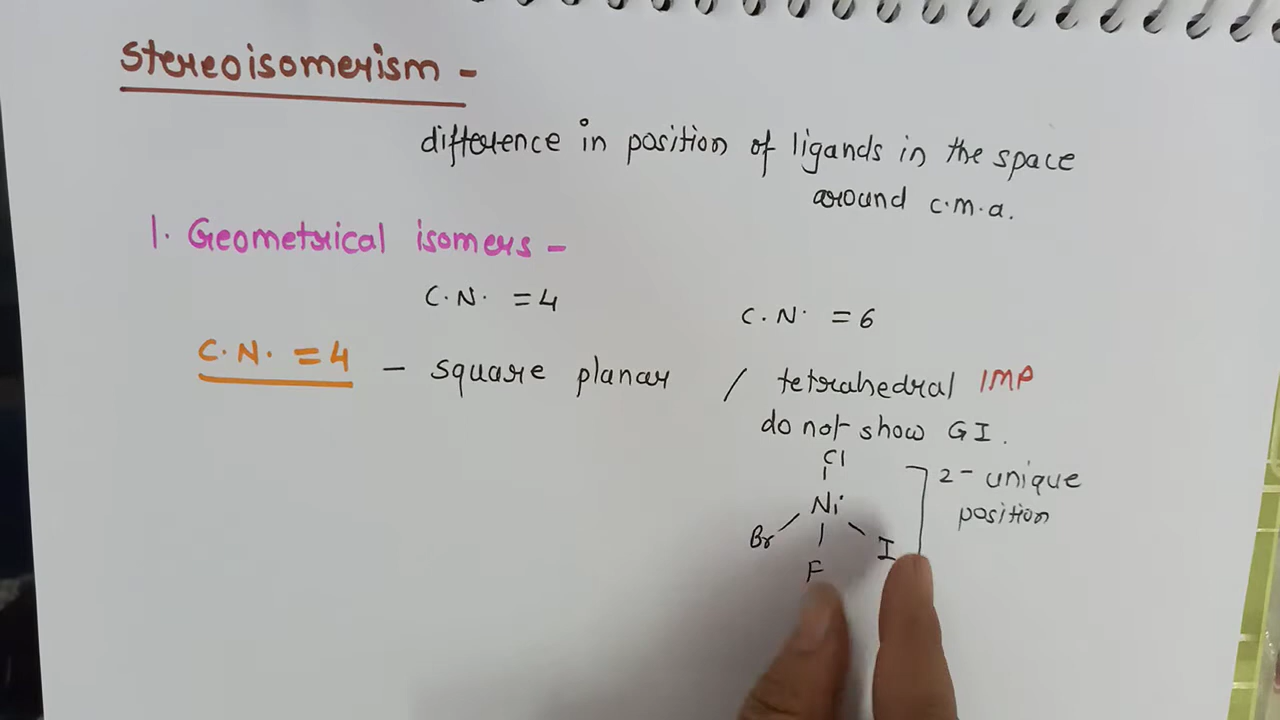 Stereoisomerism -
difference in position of ligands in the space
around c.m.a.
1. Geometrical isomers -
C.N. = 4
C.N. = 6
C.N. = 4 - square planar / tetrahedral IMP
do not show GI.
Cl
Ni
Br
I
F
2 - unique
position